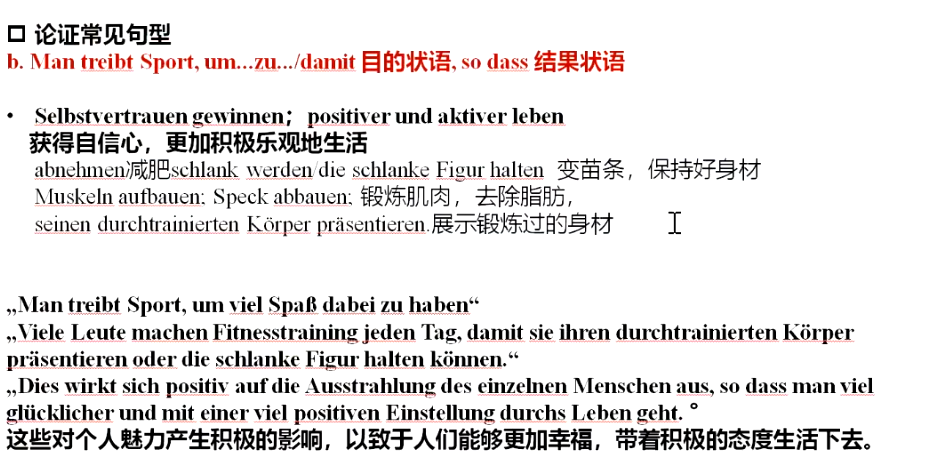 论证常见句型
b. Man treibt Sport, um...zu.../damit 目的状语, so dass 结果状语
• Selbstvertrauen gewinnen；positiver und aktiver leben
获得自信心，更加积极乐观地生活
abnehmen减肥schlank werden/die schlanke Figur halten 变苗条，保持好身材
Muskeln aufbauen; Speck abbauen; 锻炼肌肉，去除脂肪，
seinen durchtrainierten Körper präsentieren.展示锻炼过的身材
„Man treibt Sport, um viel Spaß dabei zu haben“
„Viele Leute machen Fitnesstraining jeden Tag, damit sie ihren durchtrainierten Körper
präsentieren oder die schlanke Figur halten können.“
„Dies wirkt sich positiv auf die Ausstrahlung des einzelnen Menschen aus, so dass man viel
glücklicher und mit einer viel positiven Einstellung durchs Leben geht. °
这些对个人魅力产生积极的影响，以致于人们能够更加幸福，带着积极的态度生活下去。